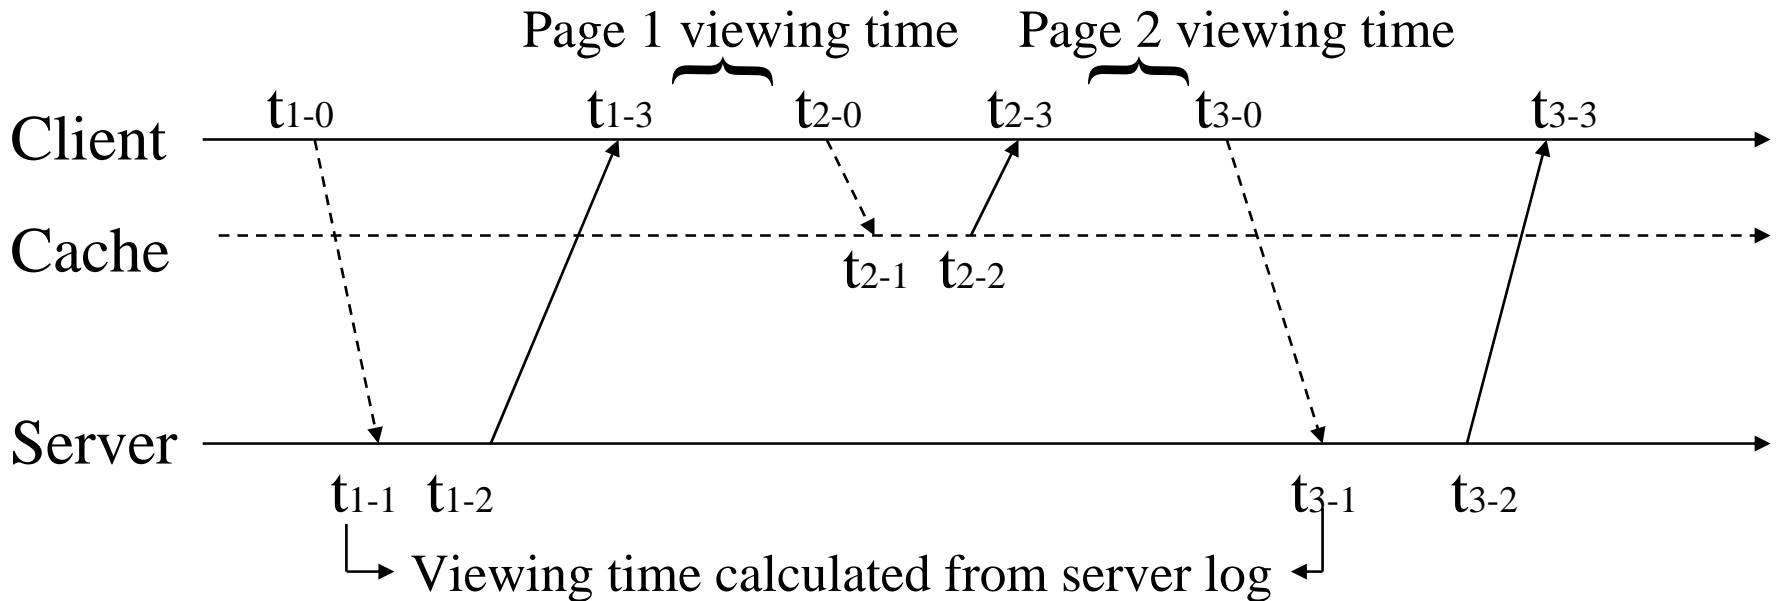 Page 1 viewing time Page 2 viewing time
t1-0 t1-3 t2-0 t2-3 t3-0 t3-3
Client
Cache
t2-1 t2-2
Server
t1-1 t1-2 t3-1 t3-2
Viewing time calculated from server log